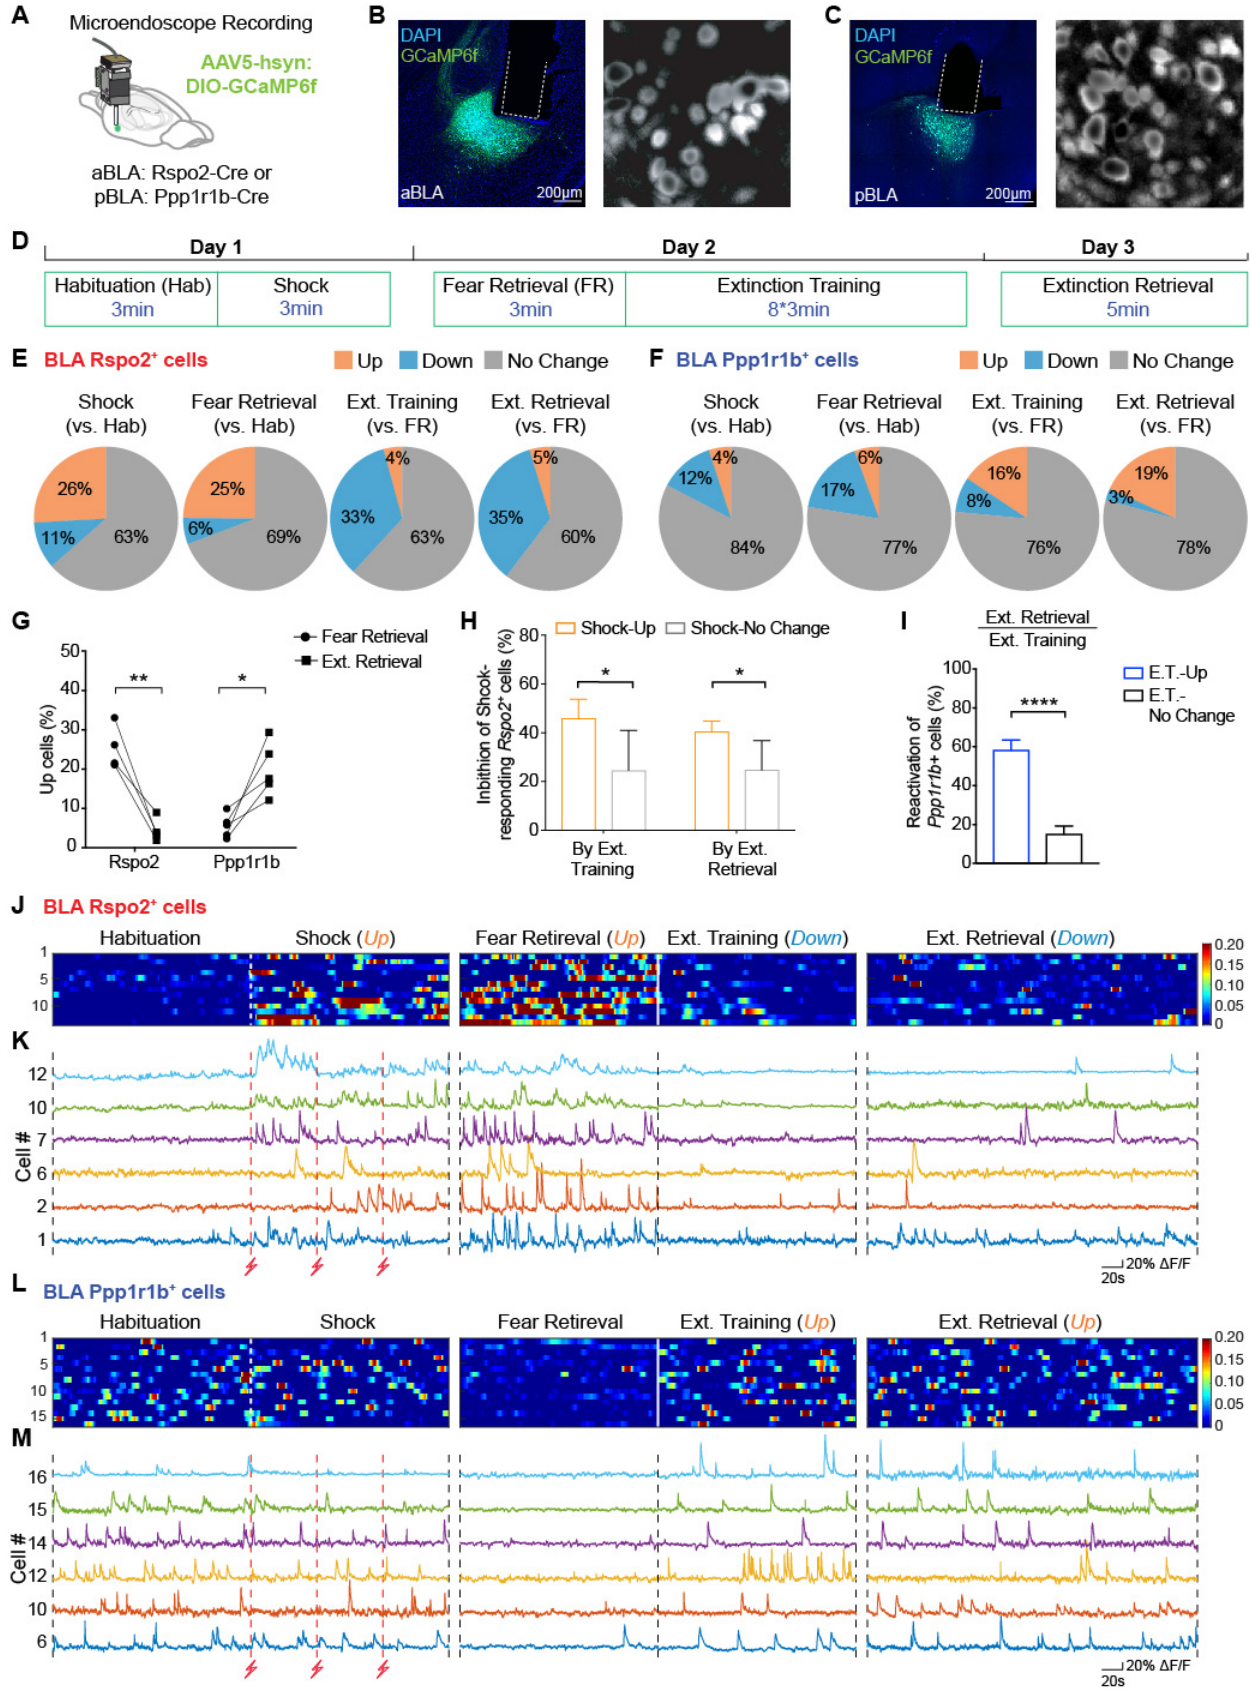 A
Microendoscope Recording
AAV5-hsyn:
DIO-GCaMP6f
aBLA: Rspo2-Cre or
pBLA: Ppp1r1b-Cre
B
DAPI
GCaMP6f
aBLA
200µm
C
DAPI
GCaMP6f
pBLA
200µm
D
Day 1
Day 2
Day 3
Habituation (Hab)
3min
Shock
3min
Fear Retrieval (FR)
3min
Extinction Training
8*3min
Extinction Retrieval
5min
E BLA Rspo2+ cells
Up Down No Change
Shock
(vs. Hab)
Fear Retrieval
(vs. Hab)
Ext. Training
(vs. FR)
Ext. Retrieval
(vs. FR)
26% 11% 63%
25% 6% 69%
4% 33% 63%
5% 35% 60%
F BLA Ppp1r1b+ cells
Up Down No Change
Shock
(vs. Hab)
Fear Retrieval
(vs. Hab)
Ext. Training
(vs. FR)
Ext. Retrieval
(vs. FR)
4% 12% 84%
6% 17% 77%
16% 8% 76%
19% 3% 78%
G
Fear Retrieval
Ext. Retrieval
Up cells (%)
50
40
30
20
10
0
** *
Rspo2 Ppp1r1b
H
Shock-Up Shock-No Change
Inbithion of Shcok-
responding Rspo2+ cells (%)
80
60
40
20
0
* *
By Ext.
Training
By Ext.
Retrieval
I
Ext. Retrieval
Ext. Training
Reactivation of
Ppp1r1b+ cells (%)
100
80
60
40
20
0
****
E.T.-Up
E.T.-
No Change
J BLA Rspo2+ cells
Habituation Shock (Up) Fear Retireval (Up) Ext. Training (Down) Ext. Retrieval (Down)
1
5
10
0.20
0.15
0.10
0.05
0
K
Cell #
12
10
7
6
2
1
20% ΔF/F
20s
L BLA Ppp1r1b+ cells
Habituation Shock Fear Retireval Ext. Training (Up) Ext. Retrieval (Up)
1
5
10
15
0.20
0.15
0.10
0.05
0
M
Cell #
16
15
14
12
10
6
20% ΔF/F
20s